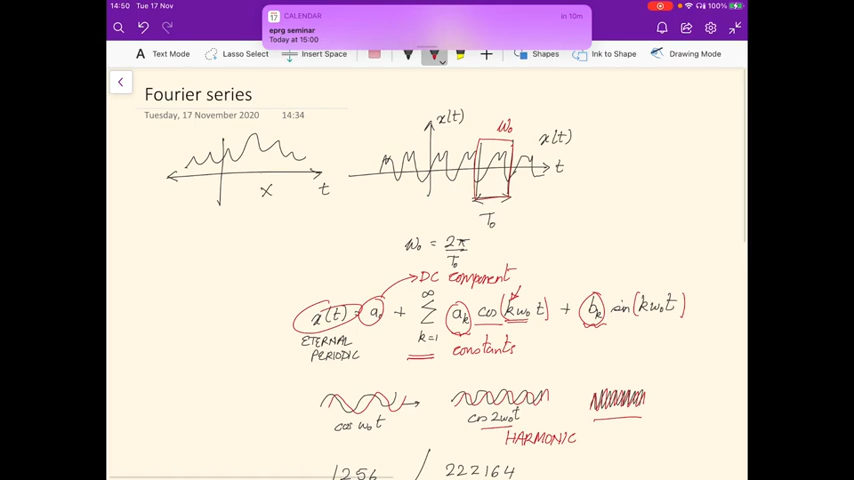 14:50 Tue 17 Nov
100%
17 CALENDAR in 10m
eprg seminar
Today at 15:00
A Text Mode Lasso Select Insert Space Shapes Ink to Shape Drawing Mode
Fourier series
Tuesday, 17 November 2020 14:34
x(t) ω₀ x(t)
t
x t
T₀
ω₀ = 2π/T₀
DC component
x(t) = a₀ + ∞ Σ k=1 aₖ cos(kω₀t) + bₖ sin(kω₀t)
ETERNAL
PERIODIC
constants
cos ω₀t cos 2ω₀t
HARMONIC
1256 / 222164